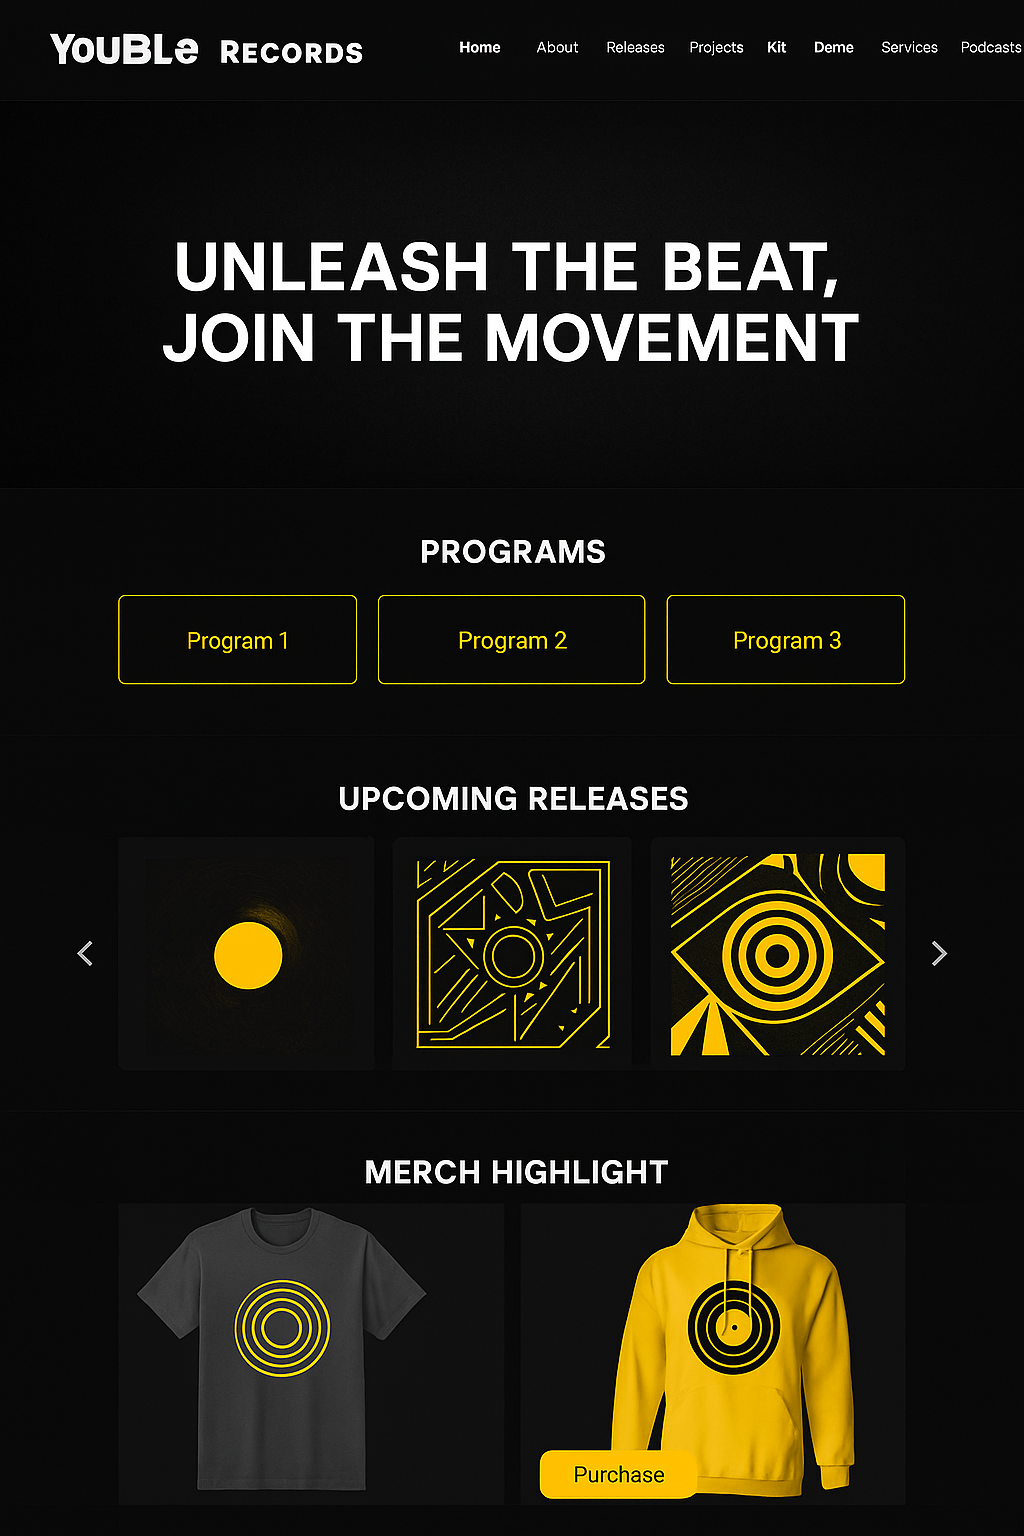 YouBLe Records
Home About Releases Projects Kit Deme Services Podcasts
UNLEASH THE BEAT,
JOIN THE MOVEMENT
PROGRAMS
Program 1 Program 2 Program 3
UPCOMING RELEASES
MERCH HIGHLIGHT
Purchase